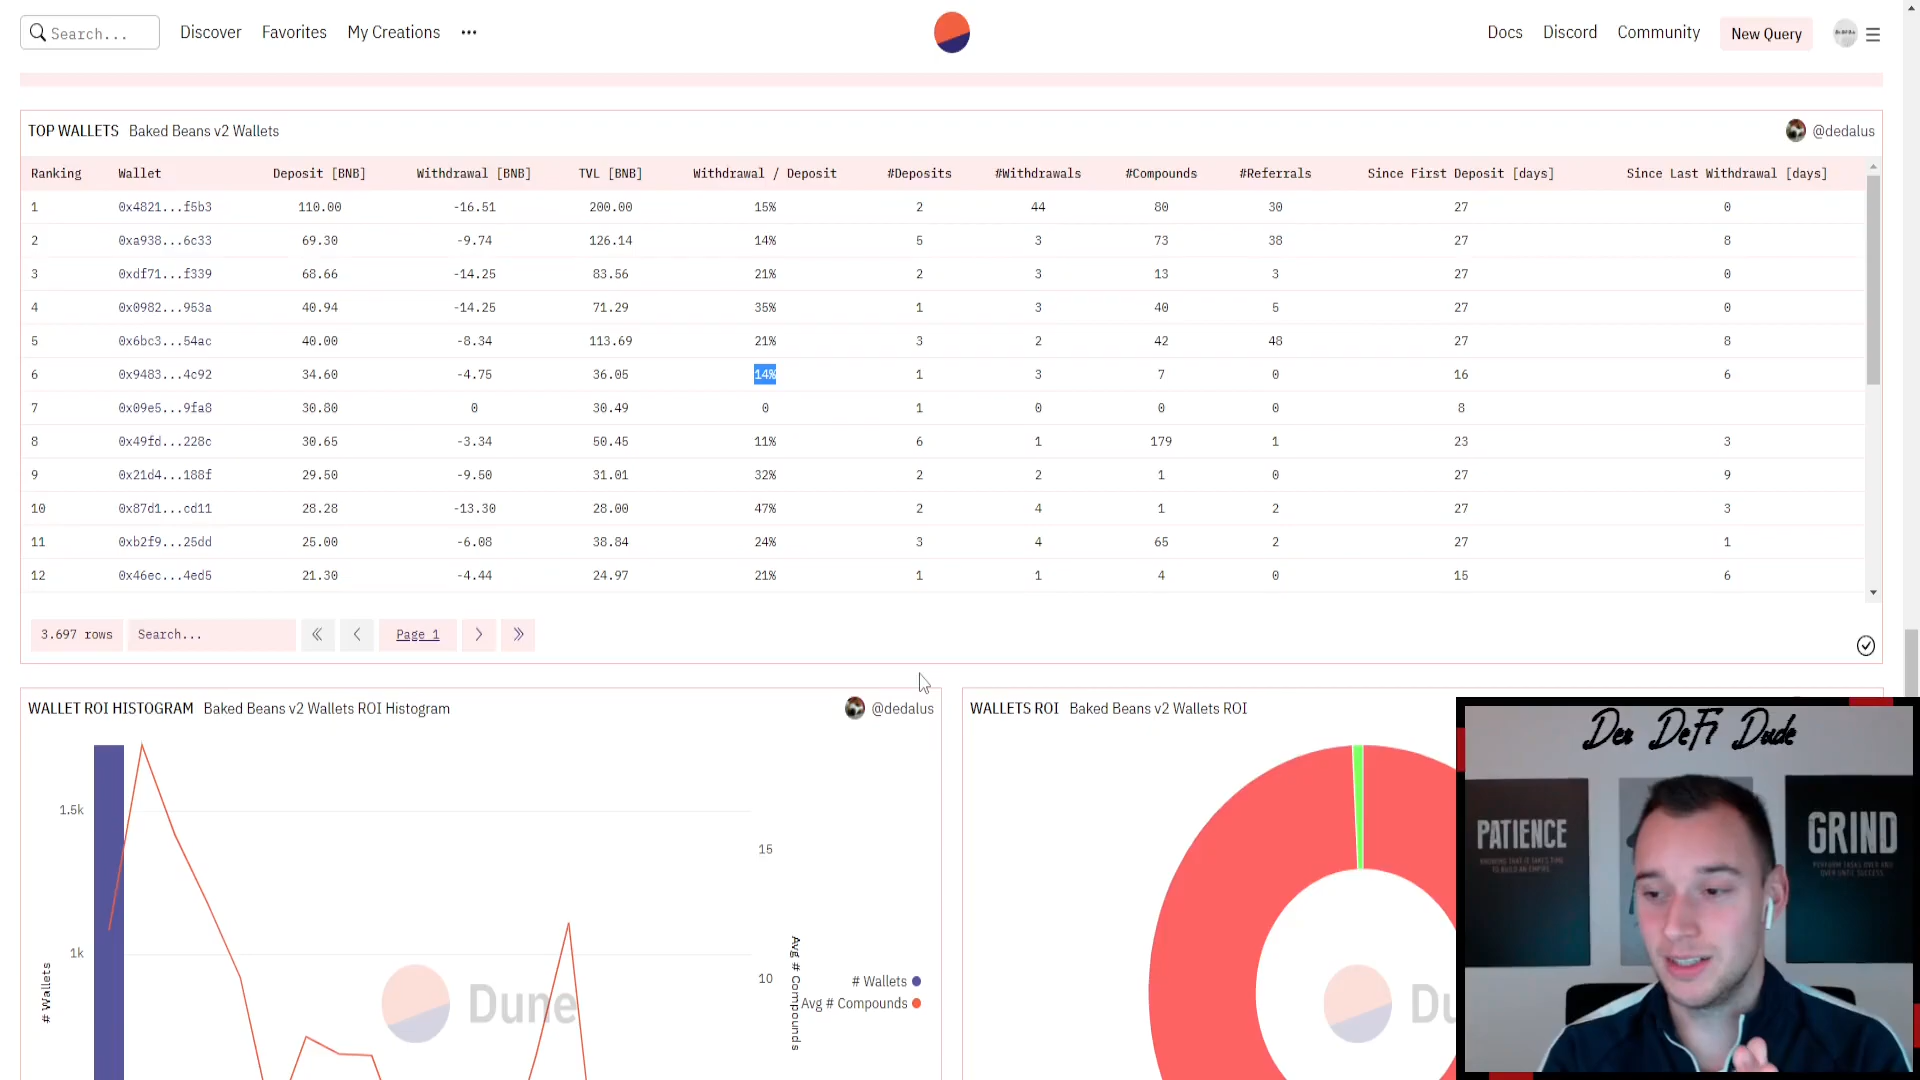 Search... Discover Favorites My Creations ••• Docs Discord Community New Query
TOP WALLETS Baked Beans v2 Wallets @dedalus
Ranking Wallet Deposit [BNB] Withdrawal [BNB] TVL [BNB] Withdrawal / Deposit #Deposits #Withdrawals #Compounds #Referrals Since First Deposit [days] Since Last Withdrawal [days]
1 0x4821...f5b3 110.00 -16.51 200.00 15% 2 44 80 30 27 0
2 0xa938...6c33 69.30 -9.74 126.14 14% 5 3 73 38 27 8
3 0xdf71...f339 68.66 -14.25 83.56 21% 2 3 13 3 27 0
4 0x0982...953a 40.94 -14.25 71.29 35% 1 3 40 5 27 0
5 0x6bc3...54ac 40.00 -8.34 113.69 21% 3 2 42 48 27 8
6 0x9483...4c92 34.60 -4.75 36.05 14% 1 3 7 0 16 6
7 0x09e5...9fa8 30.80 0 30.49 0 1 0 0 0 8
8 0x49fd...228c 30.65 -3.34 50.45 11% 6 1 179 1 23 3
9 0x21d4...188f 29.50 -9.50 31.01 32% 2 2 1 0 27 9
10 0x87d1...cd11 28.28 -13.30 28.00 47% 2 4 1 2 27 3
11 0xb2f9...25dd 25.00 -6.08 38.84 24% 3 4 65 2 27 1
12 0x46ec...4ed5 21.30 -4.44 24.97 21% 1 1 4 0 15 6
3.697 rows Search... Page 1
WALLET ROI HISTOGRAM Baked Beans v2 Wallets ROI Histogram @dedalus
1.5k
1k
# Wallets
15
10
Avg # Compounds
# Wallets
Avg # Compounds
Dune
WALLETS ROI Baked Beans v2 Wallets ROI
Du
Der DeFi Dude
PATIENCE
GRIND